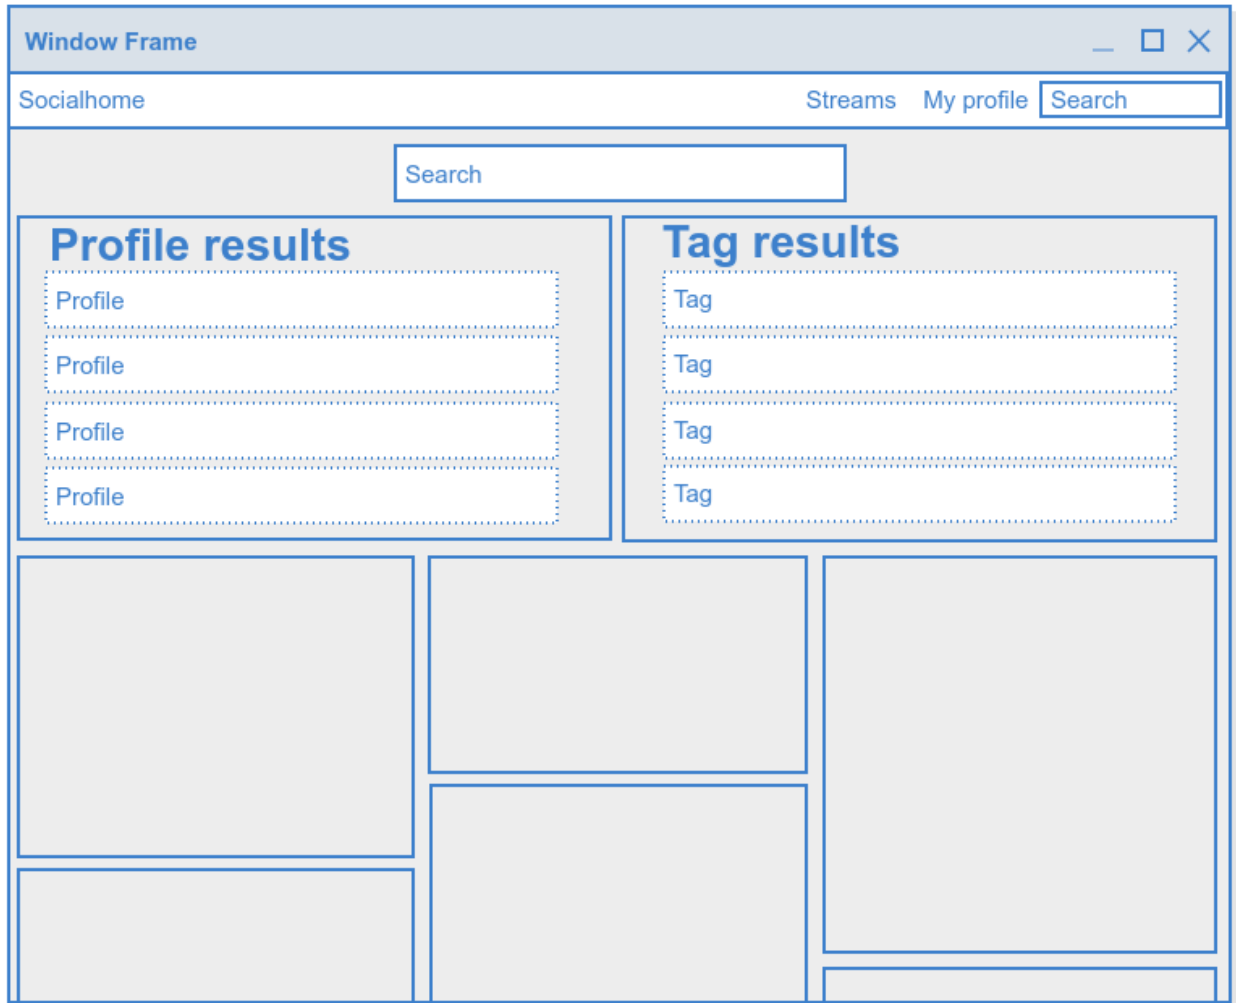 Window Frame
Socialhome Streams My profile Search
Search
Profile results
Profile
Profile
Profile
Profile
Tag results
Tag
Tag
Tag
Tag